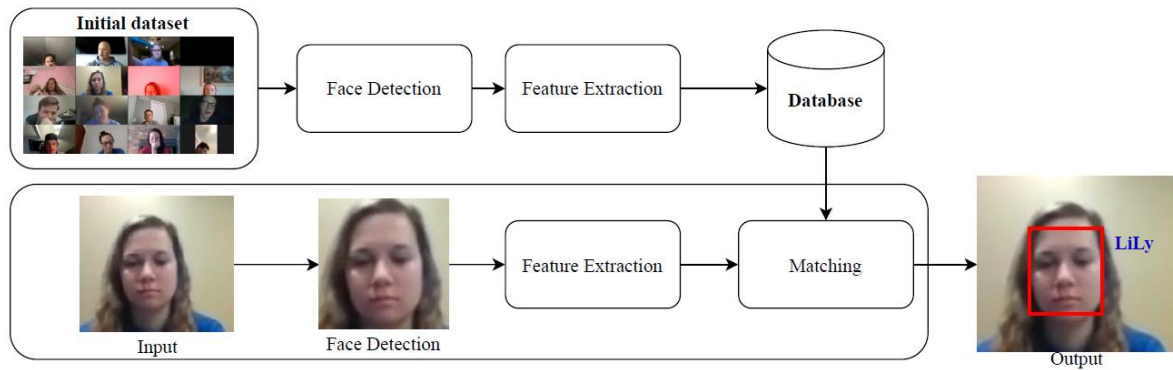 Initial dataset
Face Detection
Feature Extraction
Database
Input
Face Detection
Feature Extraction
Matching
LiLy
Output